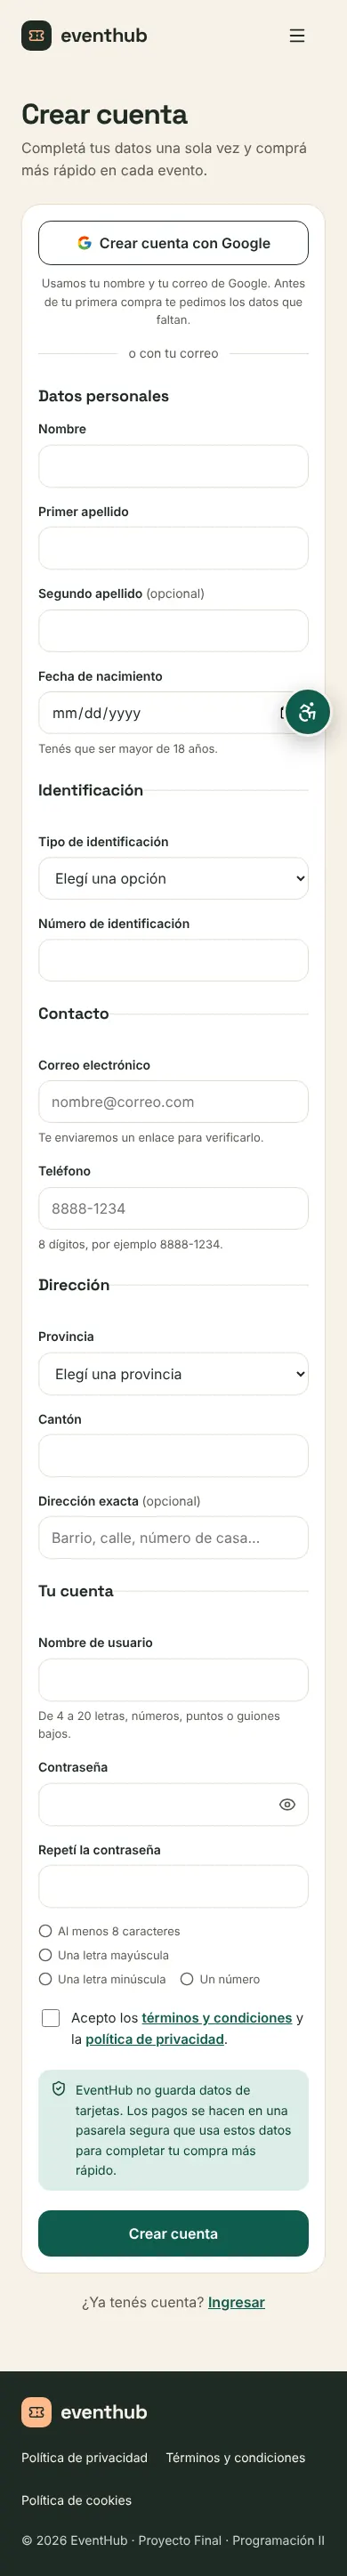 eventhub
Crear cuenta
Completá tus datos una sola vez y comprá
más rápido en cada evento.
Crear cuenta con Google
Usamos tu nombre y tu correo de Google. Antes
de tu primera compra te pedimos los datos que
faltan.
o con tu correo
Datos personales
Nombre
Primer apellido
Segundo apellido (opcional)
Fecha de nacimiento
mm/dd/yyyy
Tenés que ser mayor de 18 años.
Identificación
Tipo de identificación
Elegí una opción
Número de identificación
Contacto
Correo electrónico
nombre@correo.com
Te enviaremos un enlace para verificarlo.
Teléfono
8888-1234
8 dígitos, por ejemplo 8888-1234.
Dirección
Provincia
Elegí una provincia
Cantón
Dirección exacta (opcional)
Barrio, calle, número de casa...
Tu cuenta
Nombre de usuario
De 4 a 20 letras, números, puntos o guiones
bajos.
Contraseña
Repetí la contraseña
Al menos 8 caracteres
Una letra mayúscula
Una letra minúscula Un número
Acepto los términos y condiciones y
la política de privacidad.
EventHub no guarda datos de
tarjetas. Los pagos se hacen en una
pasarela segura que usa estos datos
para completar tu compra más
rápido.
Crear cuenta
¿Ya tenés cuenta? Ingresar
eventhub
Política de privacidad Términos y condiciones
Política de cookies
© 2026 EventHub · Proyecto Final · Programación II